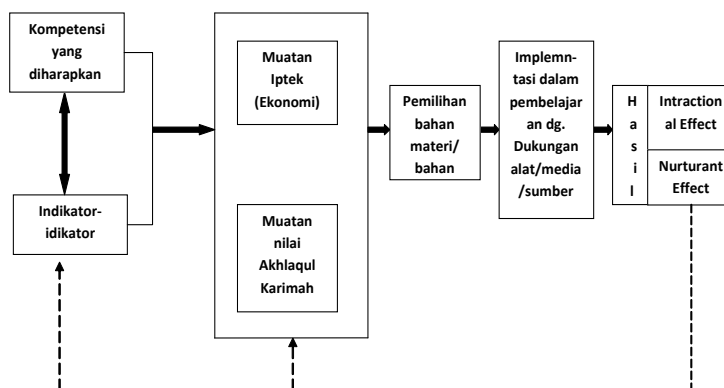 Kompetensi
yang
diharapkan
Indikator-
idikator
Muatan
Iptek
(Ekonomi)
Muatan
nilai
Akhlaqul
Karimah
Pemilihan
bahan
materi/
bahan
Implemn-
tasi dalam
pembelajar
an dg.
Dukungan
alat/media
/sumber
H
a
s
i
l
Intraction
al Effect
Nurturant
Effect